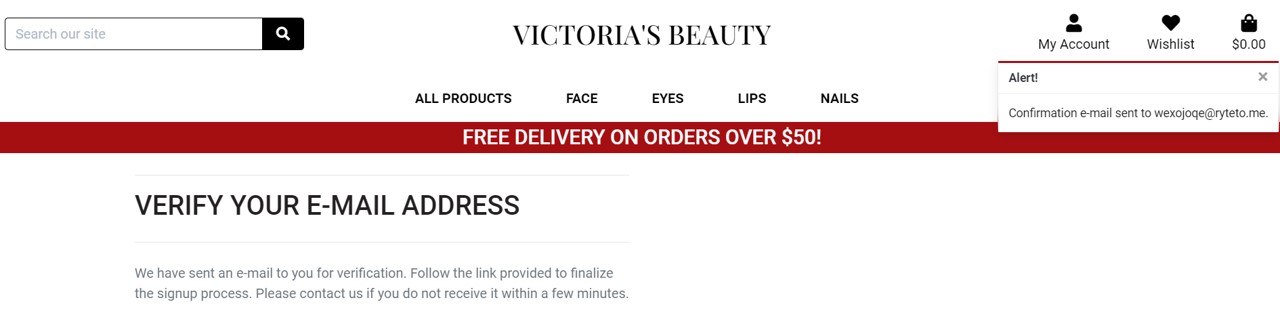 Search our site
VICTORIA'S BEAUTY
My Account
Wishlist
$0.00
Alert!
×
Confirmation e-mail sent to wexojoqe@ryteto.me.
ALL PRODUCTS
FACE
EYES
LIPS
NAILS
FREE DELIVERY ON ORDERS OVER $50!
VERIFY YOUR E-MAIL ADDRESS
We have sent an e-mail to you for verification. Follow the link provided to finalize
the signup process. Please contact us if you do not receive it within a few minutes.